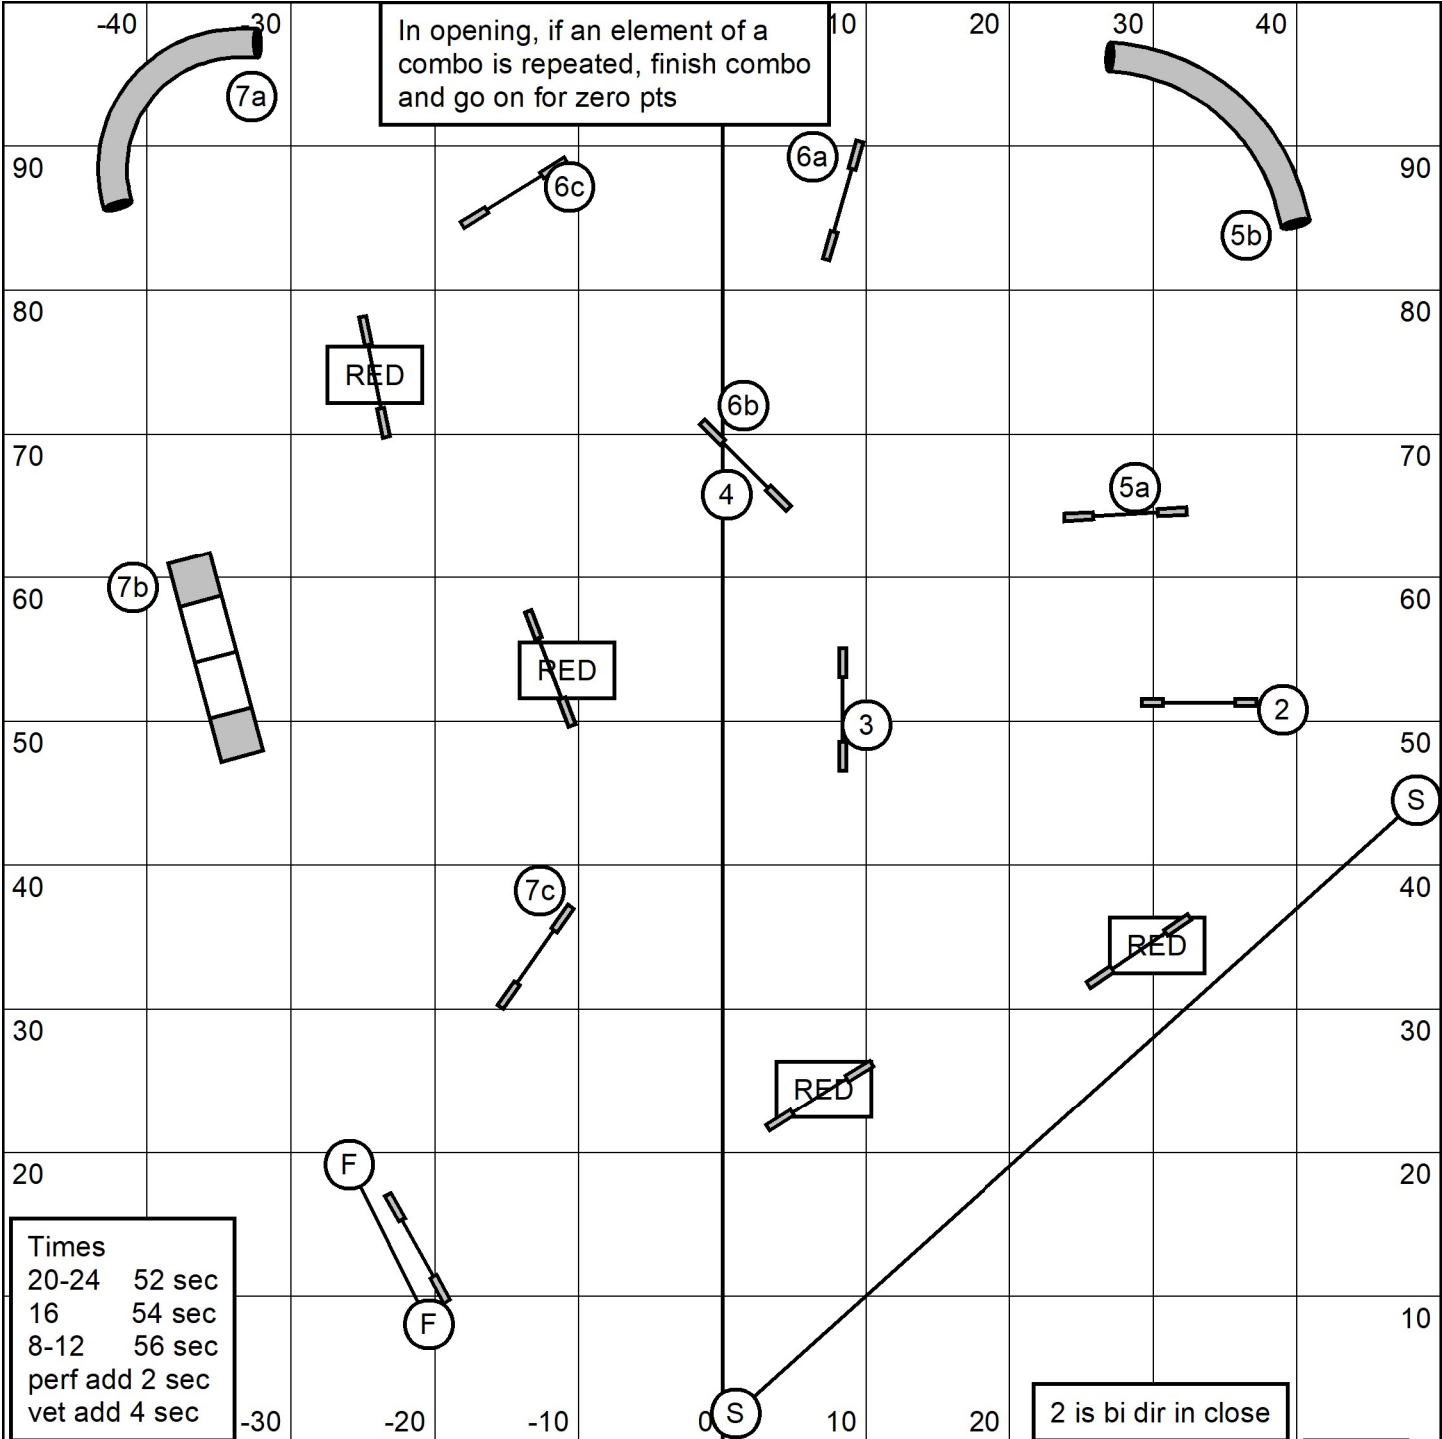 -40
-30
In opening, if an element of a
combo is repeated, finish combo
and go on for zero pts
10
20
30
40
7a
90
6c
6a
5b
90
80
RED
80
6b
70
4
5a
70
7b
60
60
RED
50
3
2
50
S
40
7c
RED
40
30
RED
30
20
F
20
Times
20-24 52 sec
16 54 sec
8-12 56 sec
perf add 2 sec
vet add 4 sec
F
10
-30
-20
-10
0
S
10
20
2 is bi dir in close